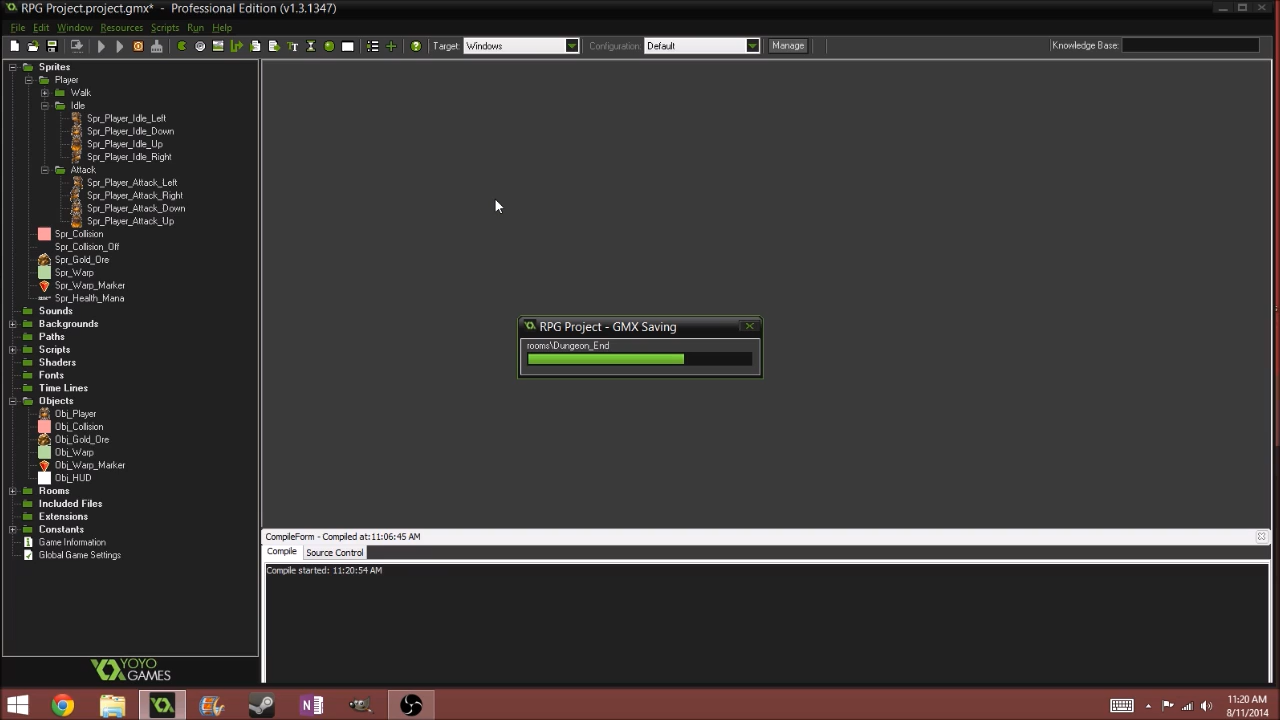 RPG Project.project.gmx* - Professional Edition (v1.3.1347)
File Edit Window Resources Scripts Run Help
Target: Windows Configuration: Default Manage Knowledge Base:
Sprites
Player
Walk
Idle
Spr_Player_Idle_Left
Spr_Player_Idle_Down
Spr_Player_Idle_Up
Spr_Player_Idle_Right
Attack
Spr_Player_Attack_Left
Spr_Player_Attack_Right
Spr_Player_Attack_Down
Spr_Player_Attack_Up
Spr_Collision
Spr_Collision_Off
Spr_Gold_Ore
Spr_Warp
Spr_Warp_Marker
Spr_Health_Mana
Sounds
Backgrounds
Paths
Scripts
Shaders
Fonts
Time Lines
Objects
Obj_Player
Obj_Collision
Obj_Gold_Ore
Obj_Warp
Obj_Warp_Marker
Obj_HUD
Rooms
Included Files
Extensions
Constants
Game Information
Global Game Settings
YOYO
GAMES
RPG Project - GMX Saving
rooms\Dungeon_End
CompileForm - Compiled at:11:06:45 AM
Compile Source Control
Compile started: 11:20:54 AM
11:20 AM
8/11/2014